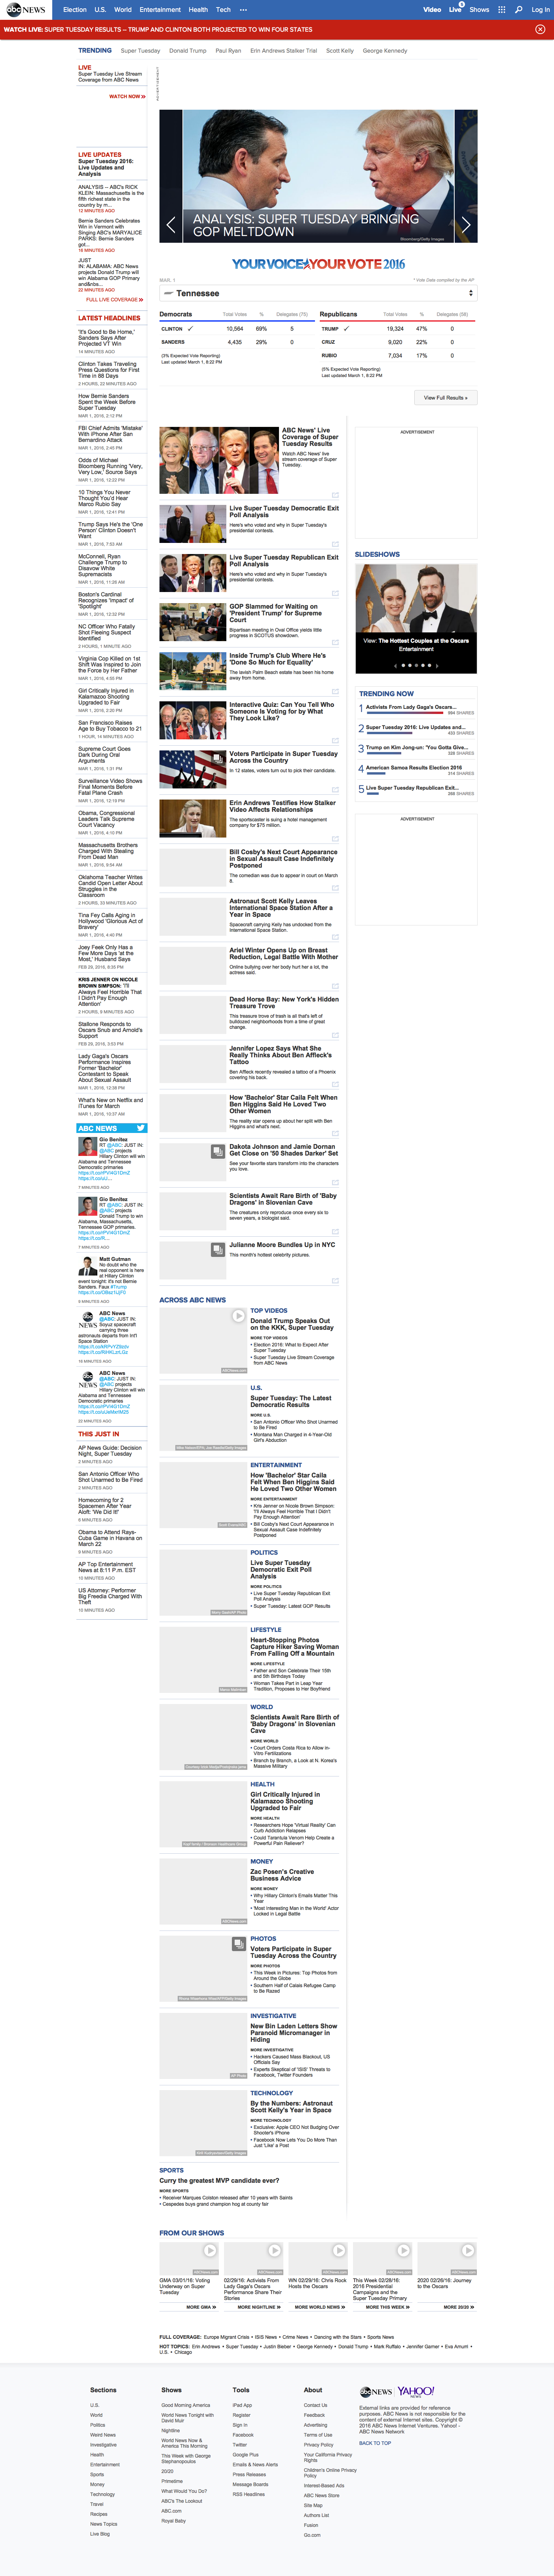 abc NEWS
Election U.S. World Entertainment Health Tech ···
Video Live Shows Log In
WATCH LIVE: SUPER TUESDAY RESULTS – TRUMP AND CLINTON BOTH PROJECTED TO WIN FOUR STATES
TRENDING Super Tuesday Donald Trump Paul Ryan Erin Andrews Stalker Trial Scott Kelly George Kennedy
LIVE
Super Tuesday Live Stream
Coverage from ABC News
WATCH NOW »
ADVERTISEMENT
LIVE UPDATES
Super Tuesday 2016:
Live Updates and
Analysis
ANALYSIS -- ABC's RICK
KLEIN: Massachusetts is the
fifth richest state in the
country by m...
12 MINUTES AGO
Bernie Sanders Celebrates
Win in Vermont with
Singing ABC's MARYALICE
PARKS: Bernie Sanders
got...
18 MINUTES AGO
JUST
IN: ALABAMA: ABC News
projects Donald Trump will
win Alabama GOP Primary
and&nbs...
22 MINUTES AGO
FULL LIVE COVERAGE »
LATEST HEADLINES
'It's Good to Be Home,'
Sanders Says After
Projected VT Win
14 MINUTES AGO
Clinton Takes Traveling
Press Questions for First
Time in 88 Days
2 HOURS, 22 MINUTES AGO
How Bernie Sanders
Spent the Week Before
Super Tuesday
MAR 1, 2016, 2:12 PM
FBI Chief Admits 'Mistake'
With iPhone After San
Bernardino Attack
MAR 1, 2016, 2:45 PM
Odds of Michael
Bloomberg Running 'Very,
Very Low,' Source Says
MAR 1, 2016, 12:22 PM
10 Things You Never
Thought You'd Hear
Marco Rubio Say
MAR 1, 2016, 12:41 PM
Trump Says He's the 'One
Person' Clinton Doesn't
Want
MAR 1, 2016, 7:53 AM
McConnell, Ryan
Challenge Trump to
Disavow White
Supremacists
MAR 1, 2016, 11:26 AM
Boston's Cardinal
Recognizes 'Impact' of
'Spotlight'
MAR 1, 2016, 12:32 PM
NC Officer Who Fatally
Shot Fleeing Suspect
Identified
2 HOURS, 1 MINUTE AGO
Virginia Cop Killed on 1st
Shift Was Inspired to Join
the Force by Her Father
MAR 1, 2016, 4:55 PM
Girl Critically Injured in
Kalamazoo Shooting
Upgraded to Fair
MAR 1, 2016, 2:20 PM
San Francisco Raises
Age to Buy Tobacco to 21
1 HOUR, 14 MINUTES AGO
Supreme Court Goes
Dark During Oral
Arguments
MAR 1, 2016, 1:31 PM
Surveillance Video Shows
Final Moments Before
Fatal Plane Crash
MAR 1, 2016, 12:18 PM
Obama, Congressional
Leaders Talk Supreme
Court Vacancy
MAR 1, 2016, 4:10 PM
Massachusetts Brothers
Charged With Stealing
From Dead Man
MAR 1, 2016, 9:54 AM
Oklahoma Teacher Writes
Candid Open Letter About
Struggles in the
Classroom
2 HOURS, 33 MINUTES AGO
Tina Fey Calls Aging in
Hollywood 'Glorious Act of
Bravery'
MAR 1, 2016, 4:40 PM
Joey Feek Only Has a
Few More Days 'at the
Most,' Husband Says
FEB 29, 2016, 8:35 PM
KRIS JENNER ON NICOLE
BROWN SIMPSON: 'I'll
Always Feel Horrible That
I Didn't Pay Enough
Attention'
2 HOURS, 8 MINUTES AGO
Stallone Responds to
Oscars Snub and Arnold's
Support
FEB 29, 2016, 3:53 PM
Lady Gaga's Oscars
Performance Inspires
Former 'Bachelor'
Contestant to Speak
About Sexual Assault
MAR 1, 2016, 12:38 PM
What's New on Netflix and
iTunes for March
MAR 1, 2016, 10:37 AM
ABC NEWS
Gio Benitez
RT @ABC: JUST IN:
@ABC projects
Hillary Clinton will win
Alabama and Tennessee
Democratic primaries
7 MINUTES AGO
Gio Benitez
RT @ABC: JUST IN:
@ABC projects
Donald Trump to win
Alabama, Massachusetts,
Tennessee GOP primaries.
7 MINUTES AGO
Matt Gutman
No doubt who the
real opponent is here
at Hillary Clinton
event tonight: it's not Bernie
Sanders. Faux #Trump
ABC News
@ABC: JUST IN:
Soyuz spacecraft
carrying three
astronauts departs from Int'l
Space Station
ABC News
@ABC: JUST IN:
@ABC projects
Hillary Clinton will win
Alabama and Tennessee
Democratic primaries
22 MINUTES AGO
THIS JUST IN
AP News Guide: Decision
Night, Super Tuesday
2 MINUTES AGO
San Antonio Officer Who
Shot Unarmed to Be Fired
2 MINUTES AGO
Homecoming for 2
Spacemen After Year
Aloft: 'We Did It!'
6 MINUTES AGO
Obama to Attend Rays-
Cuba Game in Havana on
March 22
9 MINUTES AGO
AP Top Entertainment
News at 8:11 P.m. EST
10 MINUTES AGO
US Attorney: Performer
Big Freedia Charged With
Theft
10 MINUTES AGO
ANALYSIS: SUPER TUESDAY BRINGING
GOP MELTDOWN
Bloomberg/Getty Images
YOUR VOICE YOUR VOTE 2016
MAR. 1 * Vote Data compiled by the AP
Tennessee
Democrats Total Votes % Delegates (75)
CLINTON ✓ 10,564 69% 5
SANDERS 4,435 29% 0
(3% Expected Vote Reporting)
Last updated March 1, 8:22 PM
Republicans Total Votes % Delegates (58)
TRUMP ✓ 19,324 47% 0
CRUZ 9,020 22% 0
RUBIO 7,034 17% 0
(5% Expected Vote Reporting)
Last updated March 1, 8:22 PM
View Full Results »
ABC News' Live
Coverage of Super
Tuesday Results
Watch ABC News' live
stream coverage of Super
Tuesday.
Live Super Tuesday Democratic Exit
Poll Analysis
Here's who voted and why in Super Tuesday's
presidential contests.
Live Super Tuesday Republican Exit
Poll Analysis
Here's who voted and why in Super Tuesday's
presidential contests.
GOP Slammed for Waiting on
'President Trump' for Supreme
Court
Bipartisan meeting in Oval Office yields little
progress in SCOTUS showdown.
Inside Trump's Club Where He's
'Done So Much for Equality'
The lavish Palm Beach estate has been his home
away from home.
Interactive Quiz: Can You Tell Who
Someone Is Voting for by What
They Look Like?
Voters Participate in Super Tuesday
Across the Country
In 12 states, voters turn out to pick their candidate.
Erin Andrews Testifies How Stalker
Video Affects Relationships
The sportscaster is suing a hotel management
company for $75 million.
Bill Cosby's Next Court Appearance
in Sexual Assault Case Indefinitely
Postponed
The comedian was due to appear in court on March
8.
Astronaut Scott Kelly Leaves
International Space Station After a
Year in Space
Spacecraft carrying Kelly has undocked from the
International Space Station.
Ariel Winter Opens Up on Breast
Reduction, Legal Battle With Mother
Online bullying over her body hurt her a lot, the
actress said.
Dead Horse Bay: New York's Hidden
Treasure Trove
This treasure trove of trash is all that's left of
bulldozed neighborhoods from a time of great
change.
Jennifer Lopez Says What She
Really Thinks About Ben Affleck's
Tattoo
Ben Affleck recently revealed a tattoo of a Phoenix
covering his back.
How 'Bachelor' Star Caila Felt When
Ben Higgins Said He Loved Two
Other Women
The reality star opens up about her split with Ben
Higgins and what's next.
Dakota Johnson and Jamie Dornan
Get Close on '50 Shades Darker' Set
See your favorite stars transform into the characters
you love.
Scientists Await Rare Birth of 'Baby
Dragons' in Slovenian Cave
The creatures only reproduce once every six to
seven years, a biologist said.
Julianne Moore Bundles Up in NYC
This month's hottest celebrity pictures.
ADVERTISEMENT
SLIDESHOWS
View: The Hottest Couples at the Oscars
Entertainment
TRENDING NOW
1 Activists From Lady Gaga's Oscars...
884 SHARES
2 Super Tuesday 2016: Live Updates and...
433 SHARES
3 Trump on Kim Jong-un: 'You Gotta Give...
328 SHARES
4 American Samoa Results Election 2016
314 SHARES
5 Live Super Tuesday Republican Exit...
266 SHARES
ADVERTISEMENT
ACROSS ABC NEWS
TOP VIDEOS
Donald Trump Speaks Out
on the KKK, Super Tuesday
MORE TOP VIDEOS
• Election 2016: What to Expect After
Super Tuesday
• Super Tuesday Live Stream Coverage
from ABC News
U.S.
Super Tuesday: The Latest
Democratic Results
MORE U.S.
• San Antonio Officer Who Shot Unarmed
to Be Fired
• Montana Man Charged in 4-Year-Old
Girl's Abduction
ENTERTAINMENT
How 'Bachelor' Star Caila
Felt When Ben Higgins Said
He Loved Two Other Women
MORE ENTERTAINMENT
• Kris Jenner on Nicole Brown Simpson:
'I'll Always Feel Horrible That I Didn't
Pay Enough Attention'
• Bill Cosby's Next Court Appearance in
Sexual Assault Case Indefinitely
Postponed
POLITICS
Live Super Tuesday
Democratic Exit Poll
Analysis
MORE POLITICS
• Live Super Tuesday Republican Exit
Poll Analysis
• Super Tuesday: Latest GOP Results
LIFESTYLE
Heart-Stopping Photos
Capture Hiker Saving Woman
From Falling Off a Mountain
MORE LIFESTYLE
• Father and Son Celebrate Their 15th
and 5th Birthdays Today
• Woman Takes Part in Leap Year
Tradition, Proposes to Her Boyfriend
WORLD
Scientists Await Rare Birth of
'Baby Dragons' in Slovenian
Cave
MORE WORLD
• Court Orders Costa Rica to Allow in-
Vitro Fertilizations
• Branch by Branch, a Look at N. Korea's
Massive Military
HEALTH
Girl Critically Injured in
Kalamazoo Shooting
Upgraded to Fair
MORE HEALTH
• Researchers Hope 'Virtual Reality' Can
Curb Addiction Relapses
• Could Tarantula Venom Help Create a
Powerful Pain Reliever?
MONEY
Zac Posen's Creative
Business Advice
MORE MONEY
• Why Hillary Clinton's Emails Matter This
Year
• 'Most Interesting Man in the World' Actor
Locked in Legal Battle
PHOTOS
Voters Participate in Super
Tuesday Across the Country
MORE PHOTOS
• This Week in Pictures: Top Photos from
Around the Globe
• Southern Half of Calais Refugee Camp
to Be Razed
INVESTIGATIVE
New Bin Laden Letters Show
Paranoid Micromanager in
Hiding
MORE INVESTIGATIVE
• Hackers Caused Mass Blackout, US
Officials Say
• Experts Skeptical of 'ISIS' Threats to
Facebook, Twitter Founders
TECHNOLOGY
By the Numbers: Astronaut
Scott Kelly's Year in Space
MORE TECHNOLOGY
• Exclusive: Apple CEO Not Budging Over
Shooter's iPhone
• Facebook Now Lets You Do More Than
Just 'Like' a Post
SPORTS
Curry the greatest MVP candidate ever?
MORE SPORTS
• Receiver Marques Colston released after 10 years with Saints
• Cespedes buys grand champion hog at county fair
FROM OUR SHOWS
GMA 03/01/16: Voting
Underway on Super
Tuesday
MORE GMA »
02/29/16: Activists From
Lady Gaga's Oscars
Performance Share Their
Stories
MORE NIGHTLINE »
WN 02/29/16: Chris Rock
Hosts the Oscars
MORE WORLD NEWS »
This Week 02/28/16:
2016 Presidential
Campaigns and the
Super Tuesday Primary
MORE THIS WEEK »
2020 02/26/16: Journey
to the Oscars
MORE 20/20 »
FULL COVERAGE: Europe Migrant Crisis • ISIS News • Crime News • Dancing with the Stars • Sports News
HOT TOPICS: Erin Andrews • Super Tuesday • Justin Bieber • George Kennedy • Donald Trump • Mark Ruffalo • Jennifer Garner • Eva Amurri •
U.S. • Chicago
Sections
U.S.
World
Politics
Weird News
Investigative
Health
Entertainment
Sports
Money
Technology
Travel
Recipes
News Topics
Live Blog
Shows
Good Morning America
World News Tonight with
David Muir
Nightline
World News Now &
America This Morning
This Week with George
Stephanopoulos
20/20
Primetime
What Would You Do?
ABC's The Lookout
ABC.com
Royal Baby
Tools
iPad App
Register
Sign In
Facebook
Twitter
Google Plus
Emails & News Alerts
Press Releases
Message Boards
RSS Headlines
About
Contact Us
Feedback
Advertising
Terms of Use
Privacy Policy
Your California Privacy
Rights
Children's Online Privacy
Policy
Interest-Based Ads
ABC News Store
Site Map
Authors List
Fusion
Go.com
abc NEWS YAHOO! NEWS
External links are provided for reference
purposes. ABC News is not responsible for the
content of external Internet sites. Copyright ©
2016 ABC News Internet Ventures. Yahoo! -
ABC News Network
BACK TO TOP